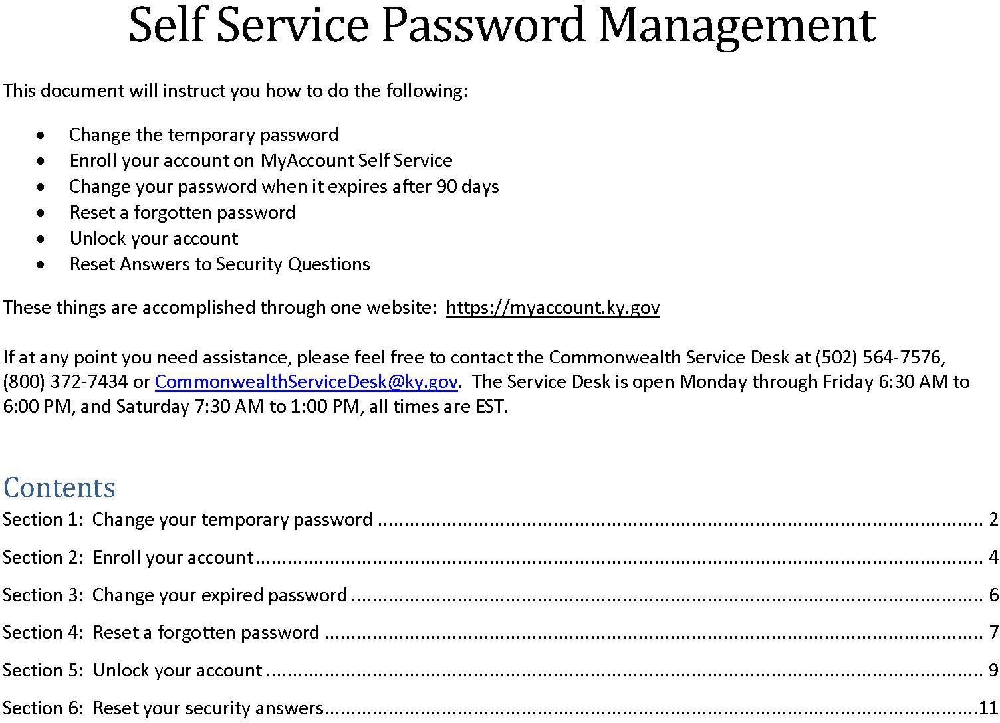 Self Service Password Management
This document will instruct you how to do the following:
• Change the temporary password
• Enroll your account on MyAccount Self Service
• Change your password when it expires after 90 days
• Reset a forgotten password
• Unlock your account
• Reset Answers to Security Questions
These things are accomplished through one website:  https://myaccount.ky.gov
If at any point you need assistance, please feel free to contact the Commonwealth Service Desk at (502) 564-7576,
(800) 372-7434 or CommonwealthServiceDesk@ky.gov.  The Service Desk is open Monday through Friday 6:30 AM to
6:00 PM, and Saturday 7:30 AM to 1:00 PM, all times are EST.
Contents
Section 1:  Change your temporary password ........ 2
Section 2:  Enroll your account ........ 4
Section 3:  Change your expired password ........ 6
Section 4:  Reset a forgotten password ........ 7
Section 5:  Unlock your account ........ 9
Section 6:  Reset your security answers ........ 11